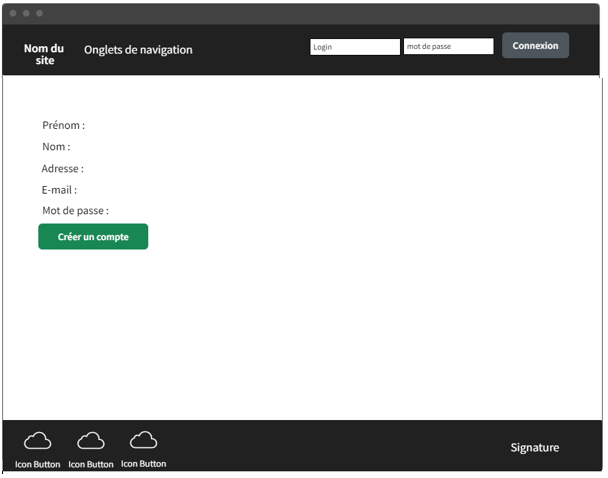 Nom du
site
Onglets de navigation
Login
mot de passe
Connexion
Prénom :
Nom :
Adresse :
E-mail :
Mot de passe :
Créer un compte
Icon Button
Icon Button
Icon Button
Signature